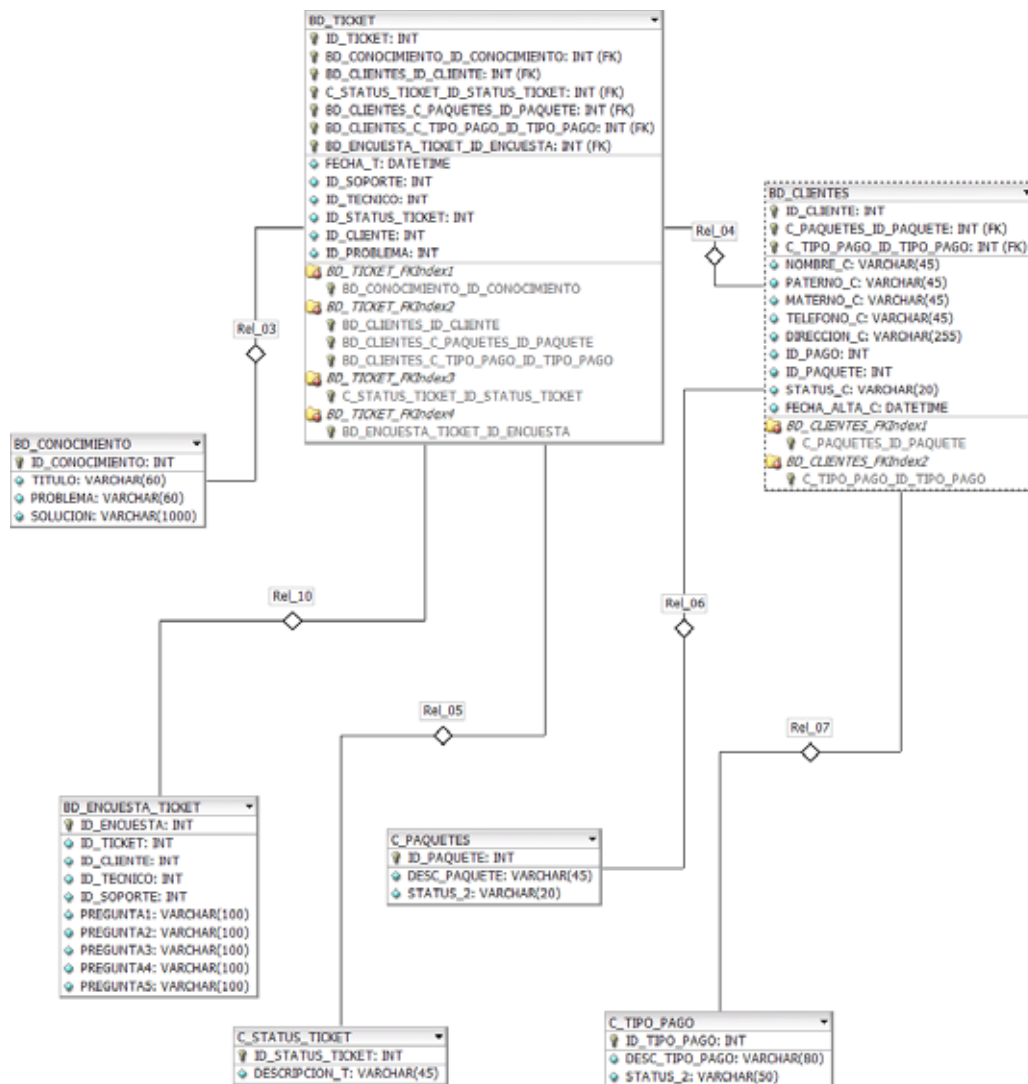 BD_TICKET
ID_TICKET: INT
BD_CONOCIMIENTO_ID_CONOCIMIENTO: INT (FK)
BD_CLIENTES_ID_CLIENTE: INT (FK)
C_STATUS_TICKET_ID_STATUS_TICKET: INT (FK)
BD_CLIENTES_C_PAQUETES_ID_PAQUETE: INT (FK)
BD_CLIENTES_C_TIPO_PAGO_ID_TIPO_PAGO: INT (FK)
BD_ENCUESTA_TICKET_ID_ENCUESTA: INT (FK)
FECHA_T: DATETIME
ID_SOPORTE: INT
ID_TECNICO: INT
ID_STATUS_TICKET: INT
ID_CLIENTE: INT
ID_PROBLEMA: INT
BD_TICKET_FKIndex1
BD_CONOCIMIENTO_ID_CONOCIMIENTO
BD_TICKET_FKIndex2
BD_CLIENTES_ID_CLIENTE
BD_CLIENTES_C_PAQUETES_ID_PAQUETE
BD_CLIENTES_C_TIPO_PAGO_ID_TIPO_PAGO
BD_TICKET_FKIndex3
C_STATUS_TICKET_ID_STATUS_TICKET
BD_TICKET_FKIndex4
BD_ENCUESTA_TICKET_ID_ENCUESTA
Rel_04
BD_CLIENTES
ID_CLIENTE: INT
C_PAQUETES_ID_PAQUETE: INT (FK)
C_TIPO_PAGO_ID_TIPO_PAGO: INT (FK)
NOMBRE_C: VARCHAR(45)
PATERNO_C: VARCHAR(45)
MATERNO_C: VARCHAR(45)
TELEFONO_C: VARCHAR(45)
DIRECCION_C: VARCHAR(255)
ID_PAGO: INT
ID_PAQUETE: INT
STATUS_C: VARCHAR(20)
FECHA_ALTA_C: DATETIME
BD_CLIENTES_FKIndex1
C_PAQUETES_ID_PAQUETE
BD_CLIENTES_FKIndex2
C_TIPO_PAGO_ID_TIPO_PAGO
Rel_03
BD_CONOCIMIENTO
ID_CONOCIMIENTO: INT
TITULO: VARCHAR(60)
PROBLEMA: VARCHAR(60)
SOLUCION: VARCHAR(1000)
Rel_10
Rel_06
Rel_05
Rel_07
BD_ENCUESTA_TICKET
ID_ENCUESTA: INT
ID_TICKET: INT
ID_CLIENTE: INT
ID_TECNICO: INT
ID_SOPORTE: INT
PREGUNTA1: VARCHAR(100)
PREGUNTA2: VARCHAR(100)
PREGUNTA3: VARCHAR(100)
PREGUNTA4: VARCHAR(100)
PREGUNTA5: VARCHAR(100)
C_PAQUETES
ID_PAQUETE: INT
DESC_PAQUETE: VARCHAR(45)
STATUS_2: VARCHAR(20)
C_STATUS_TICKET
ID_STATUS_TICKET: INT
DESCRIPCION_T: VARCHAR(45)
C_TIPO_PAGO
ID_TIPO_PAGO: INT
DESC_TIPO_PAGO: VARCHAR(80)
STATUS_2: VARCHAR(50)